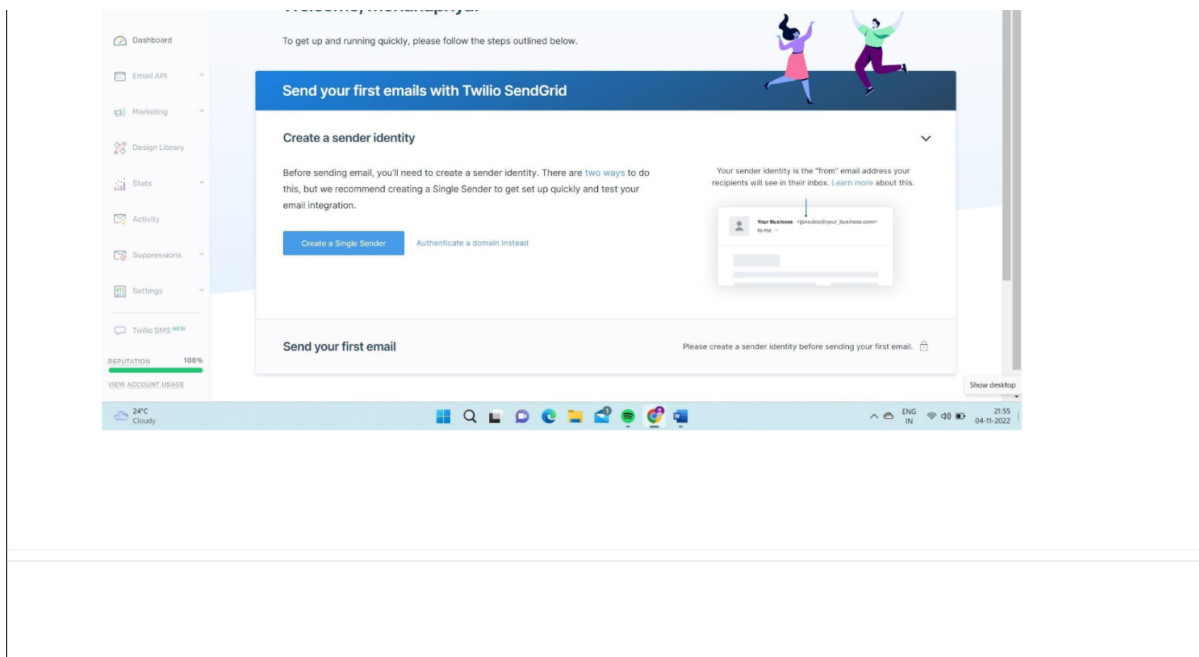 Dashboard
To get up and running quickly, please follow the steps outlined below.
Email API
Send your first emails with Twilio SendGrid
Marketing
Create a sender identity
Design Library
Before sending email, you'll need to create a sender identity. There are two ways to do
this, but we recommend creating a Single Sender to get set up quickly and test your
email integration.
Your sender identity is the "from" email address your
recipients will see in their inbox. Learn more about this.
Stats
Activity
Your Business <jane.doe@your_business.com>
to me
Create a Single Sender
Authenticate a domain instead
Suppressions
Settings
Twilio SMS NEW
Send your first email
Please create a sender identity before sending your first email.
REPUTATION 100%
VIEW ACCOUNT USAGE
Show desktop
24°C
Cloudy
ENG
IN
21:55
04-11-2022